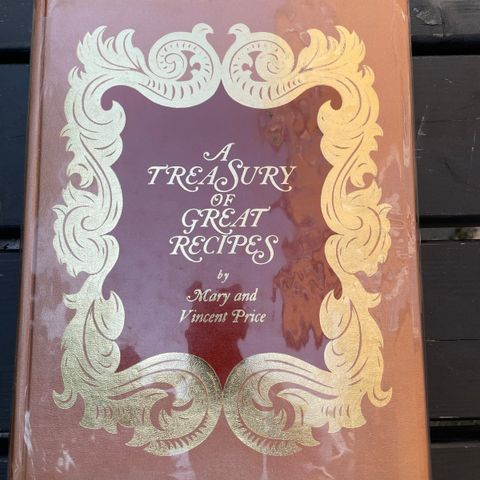 A
TREASURY
OF
GREAT
RECIPES
by
Mary and
Vincent Price